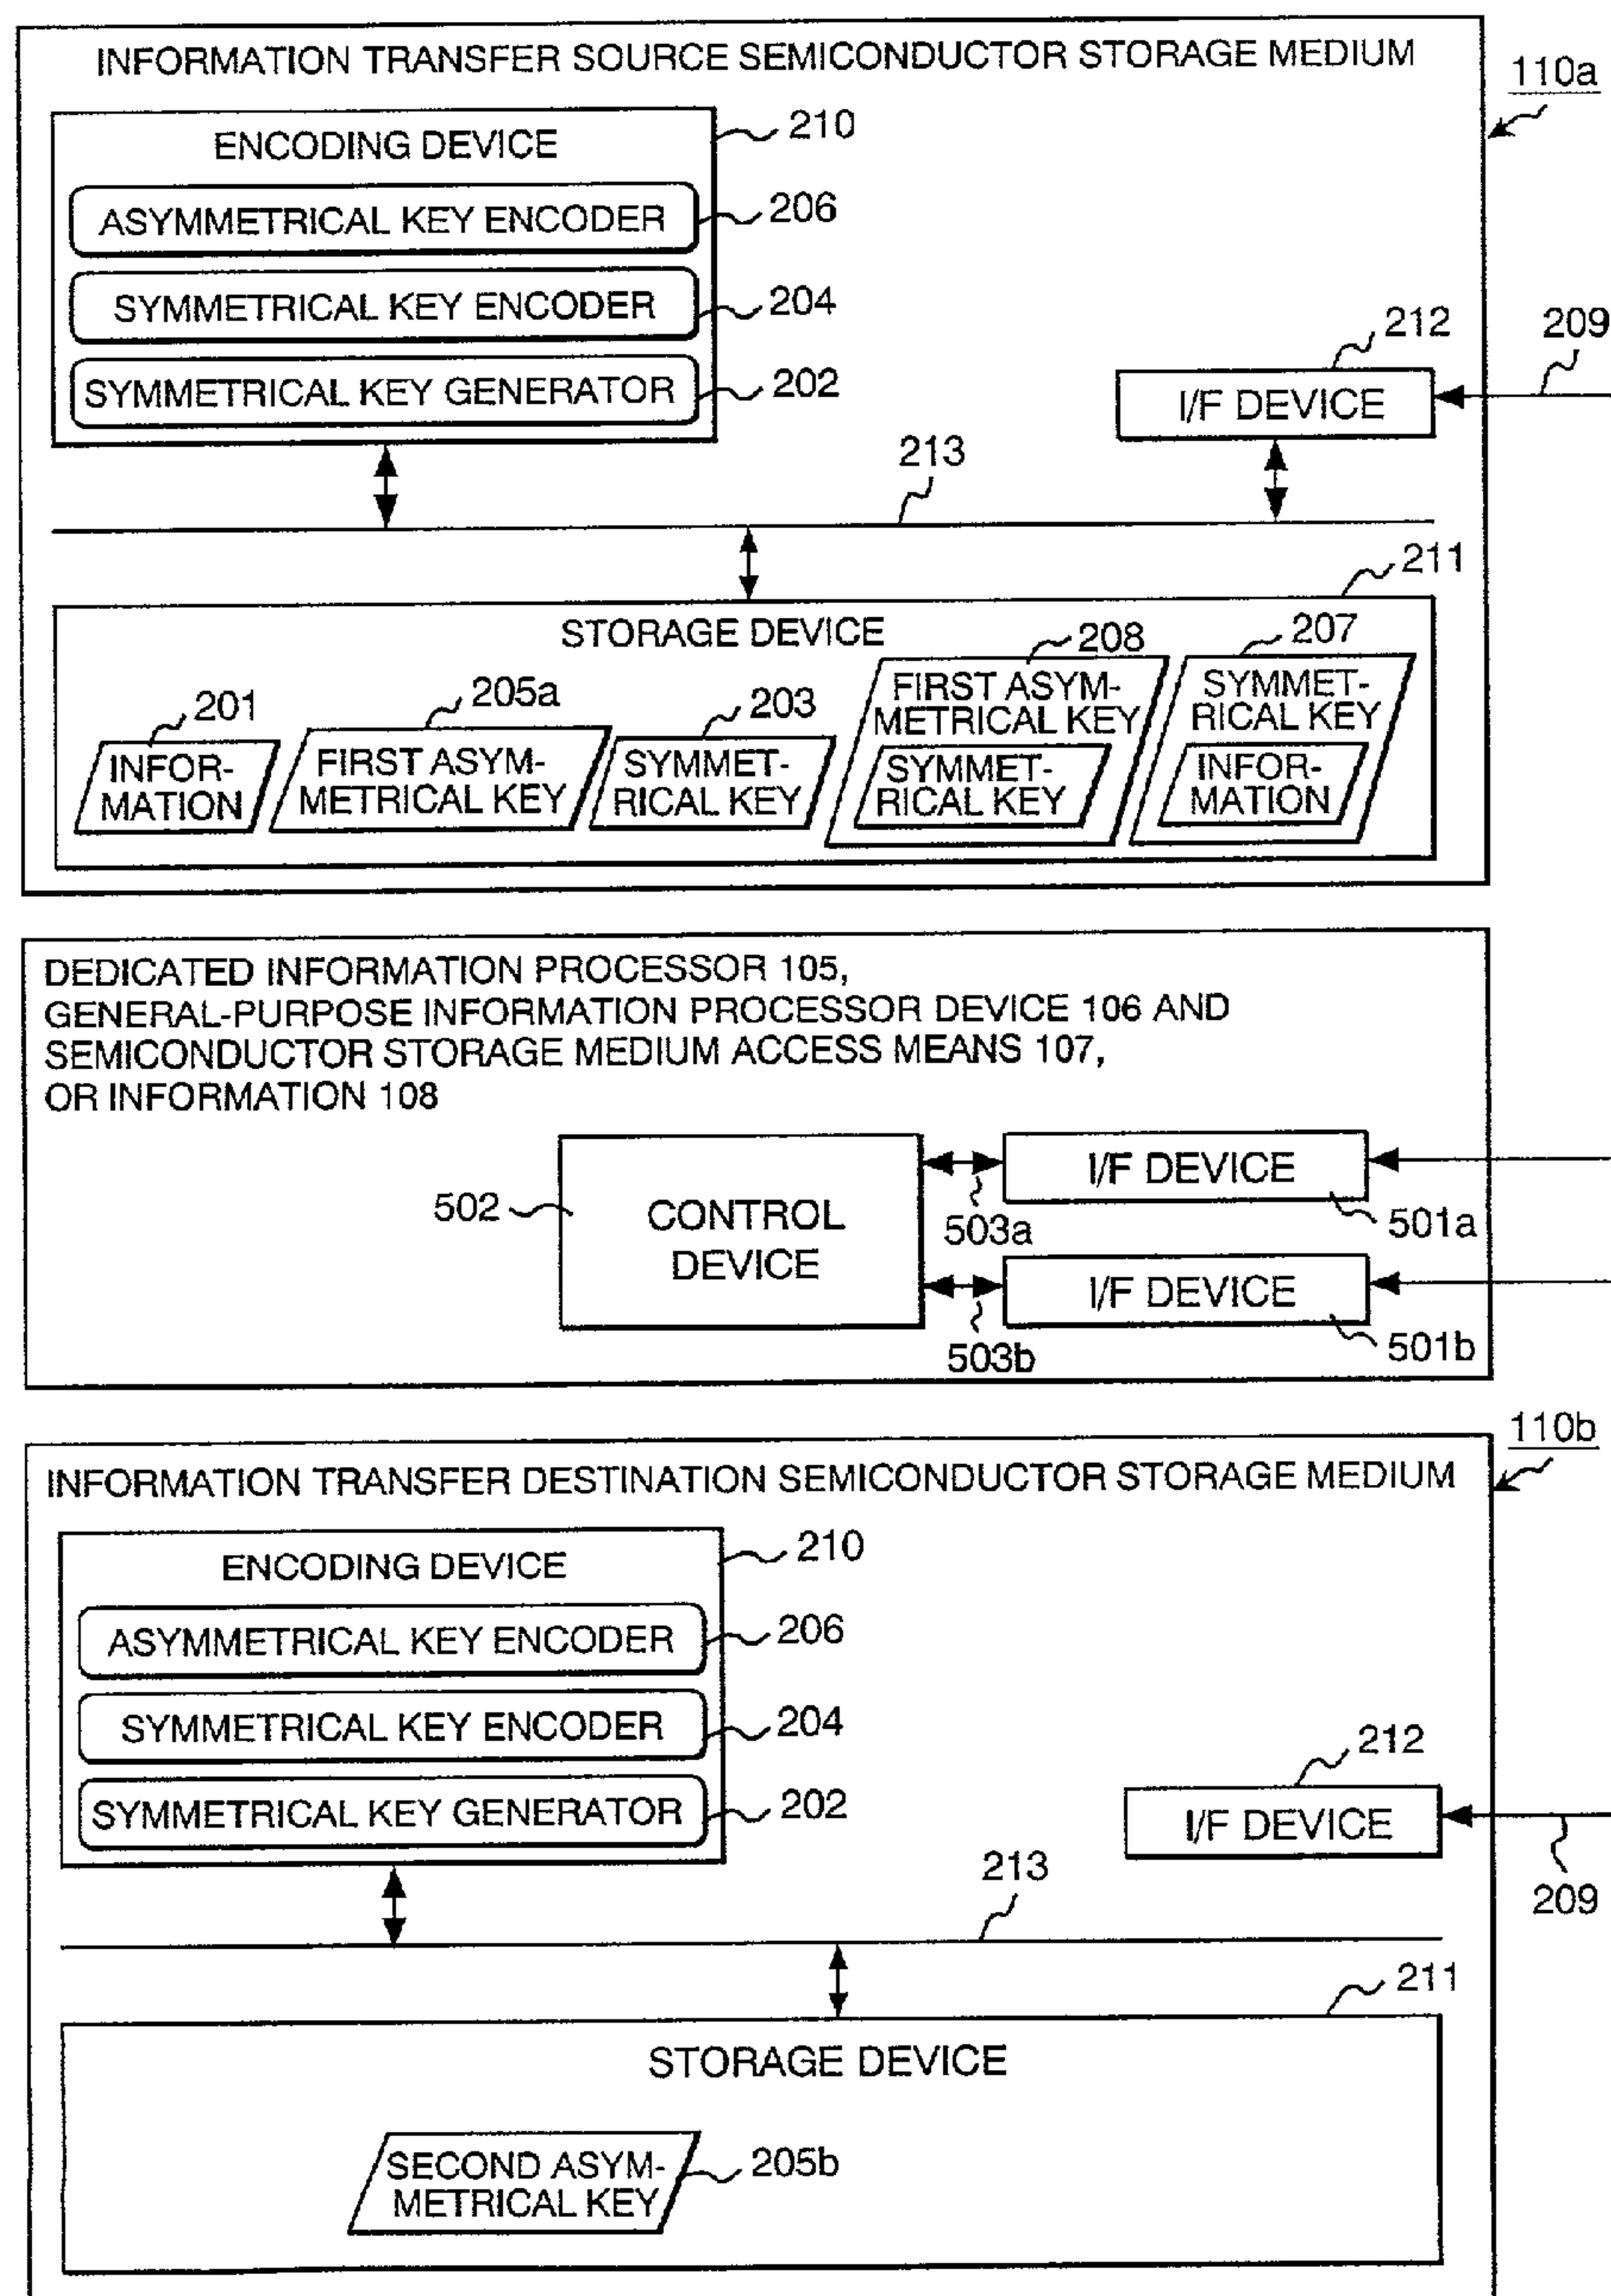 INFORMATION TRANSFER SOURCE SEMICONDUCTOR STORAGE MEDIUM
110a
ENCODING DEVICE
210
ASYMMETRICAL KEY ENCODER
206
SYMMETRICAL KEY ENCODER
204
SYMMETRICAL KEY GENERATOR
202
212
209
I/F DEVICE
213
211
STORAGE DEVICE
201
INFOR-
MATION
205a
FIRST ASYM-
METRICAL KEY
203
SYMMET-
RICAL KEY
208
FIRST ASYM-
METRICAL KEY
SYMMET-
RICAL KEY
207
SYMMET-
RICAL KEY
INFOR-
MATION
DEDICATED INFORMATION PROCESSOR 105,
GENERAL-PURPOSE INFORMATION PROCESSOR DEVICE 106 AND
SEMICONDUCTOR STORAGE MEDIUM ACCESS MEANS 107,
OR INFORMATION 108
502
CONTROL
DEVICE
503a
I/F DEVICE
501a
503b
I/F DEVICE
501b
110b
INFORMATION TRANSFER DESTINATION SEMICONDUCTOR STORAGE MEDIUM
ENCODING DEVICE
210
ASYMMETRICAL KEY ENCODER
206
SYMMETRICAL KEY ENCODER
204
SYMMETRICAL KEY GENERATOR
202
212
I/F DEVICE
209
213
211
STORAGE DEVICE
SECOND ASYM-
METRICAL KEY
205b